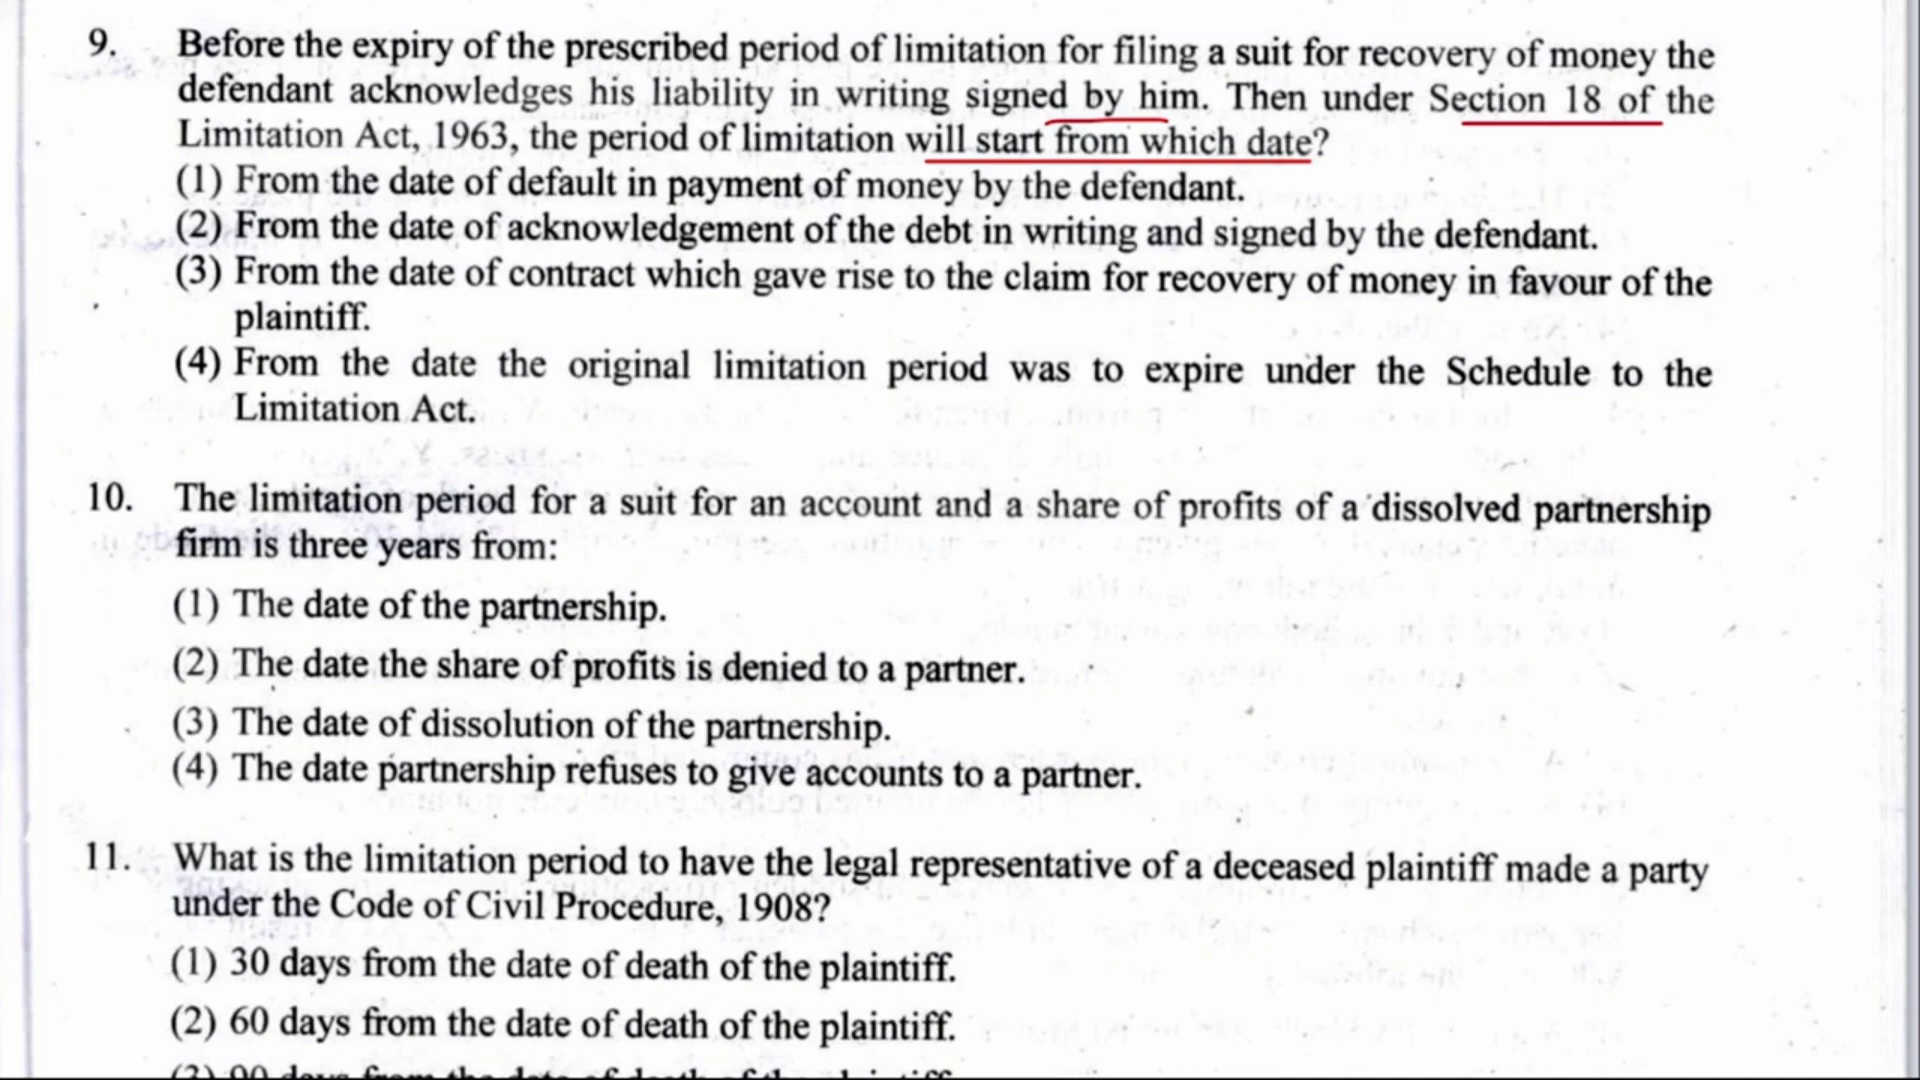 9. Before the expiry of the prescribed period of limitation for filing a suit for recovery of money the
defendant acknowledges his liability in writing signed by him. Then under Section 18 of the
Limitation Act, 1963, the period of limitation will start from which date?
(1) From the date of default in payment of money by the defendant.
(2) From the date of acknowledgement of the debt in writing and signed by the defendant.
(3) From the date of contract which gave rise to the claim for recovery of money in favour of the
plaintiff.
(4) From the date the original limitation period was to expire under the Schedule to the
Limitation Act.
10. The limitation period for a suit for an account and a share of profits of a dissolved partnership
firm is three years from:
(1) The date of the partnership.
(2) The date the share of profits is denied to a partner.
(3) The date of dissolution of the partnership.
(4) The date partnership refuses to give accounts to a partner.
11. What is the limitation period to have the legal representative of a deceased plaintiff made a party
under the Code of Civil Procedure, 1908?
(1) 30 days from the date of death of the plaintiff.
(2) 60 days from the date of death of the plaintiff.
(3) 90 days from the date of death of the plaintiff